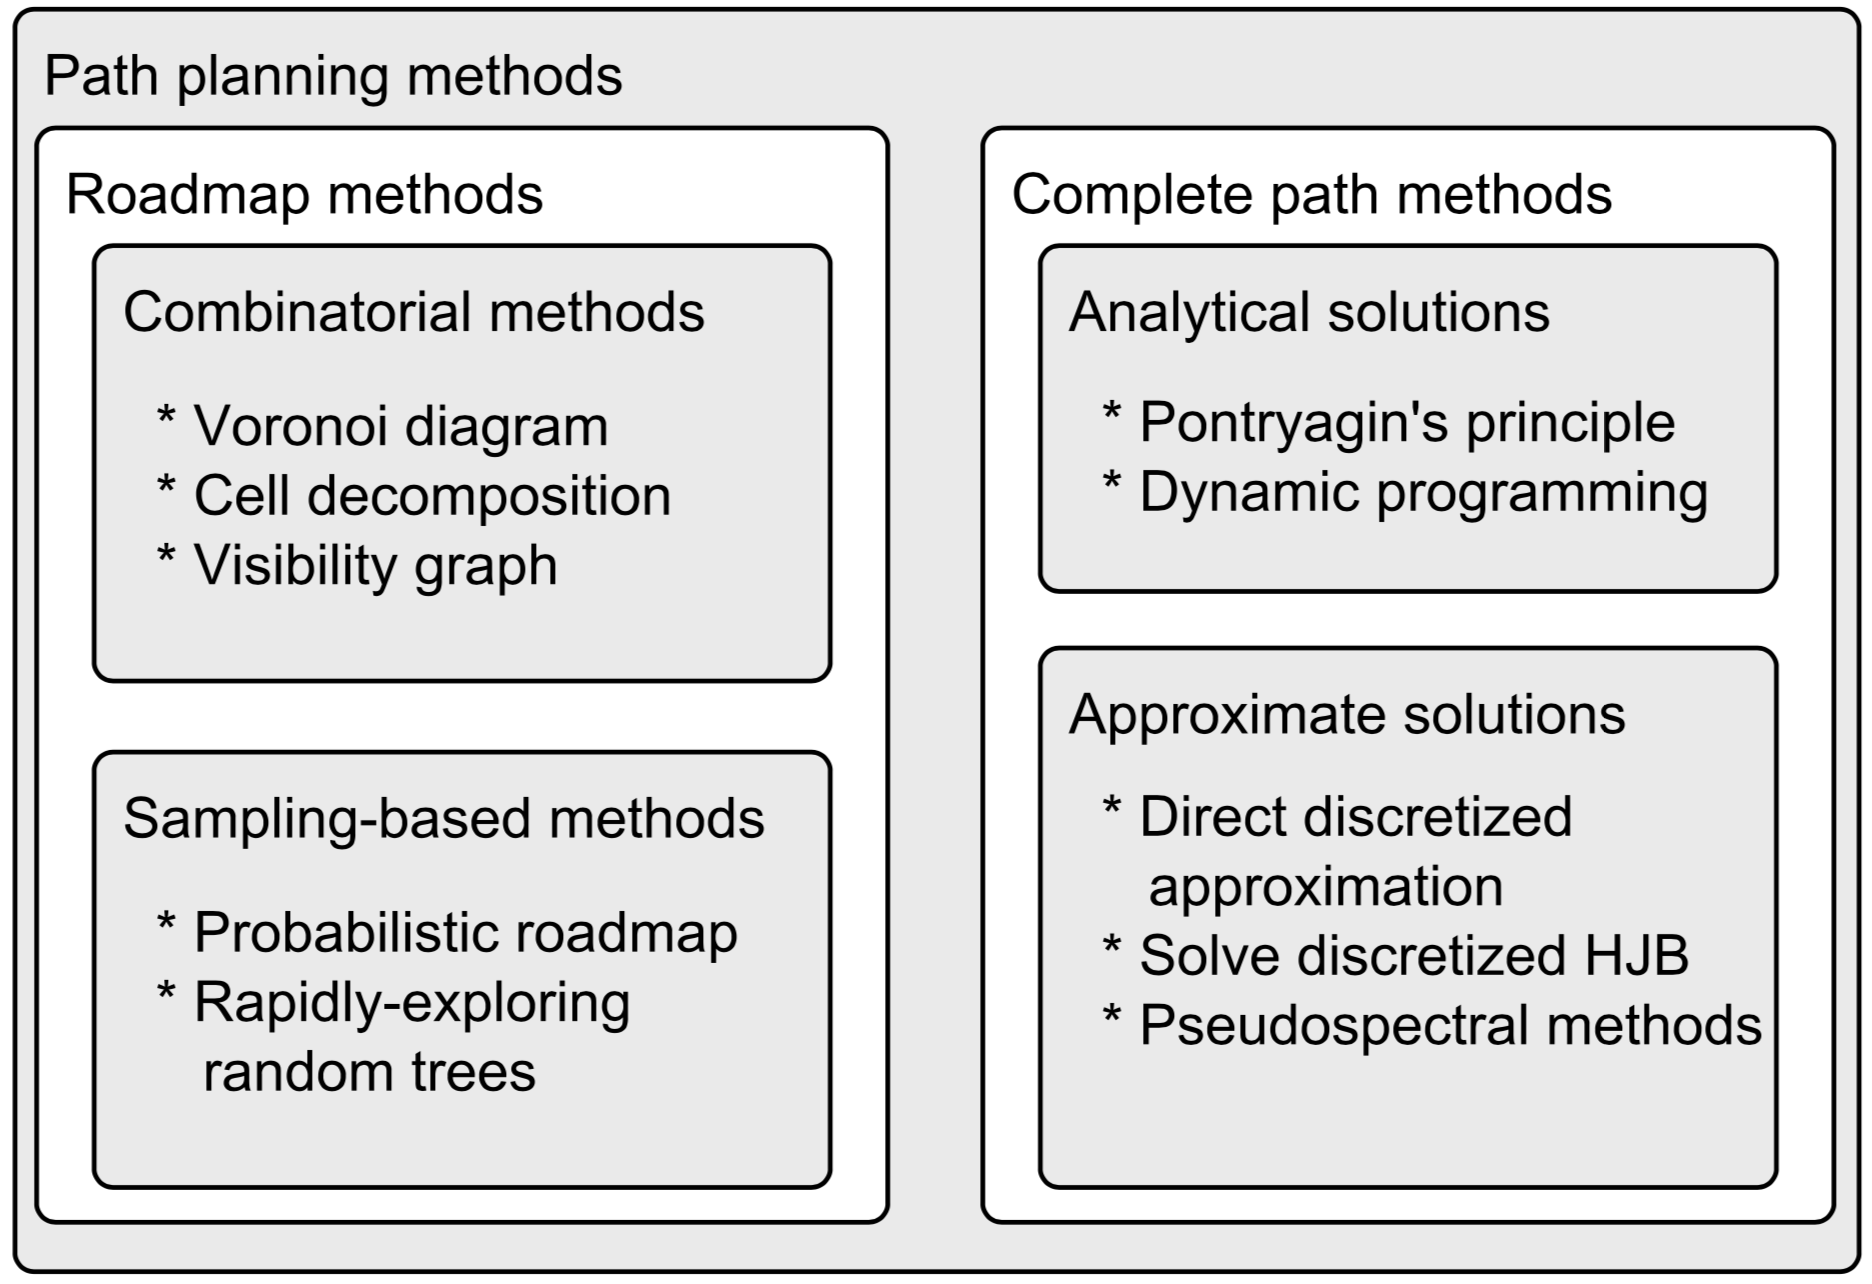 Path planning methods
Roadmap methods
Combinatorial methods
* Voronoi diagram
* Cell decomposition
* Visibility graph
Sampling-based methods
* Probabilistic roadmap
* Rapidly-exploring
random trees
Complete path methods
Analytical solutions
* Pontryagin's principle
* Dynamic programming
Approximate solutions
* Direct discretized
approximation
* Solve discretized HJB
* Pseudospectral methods